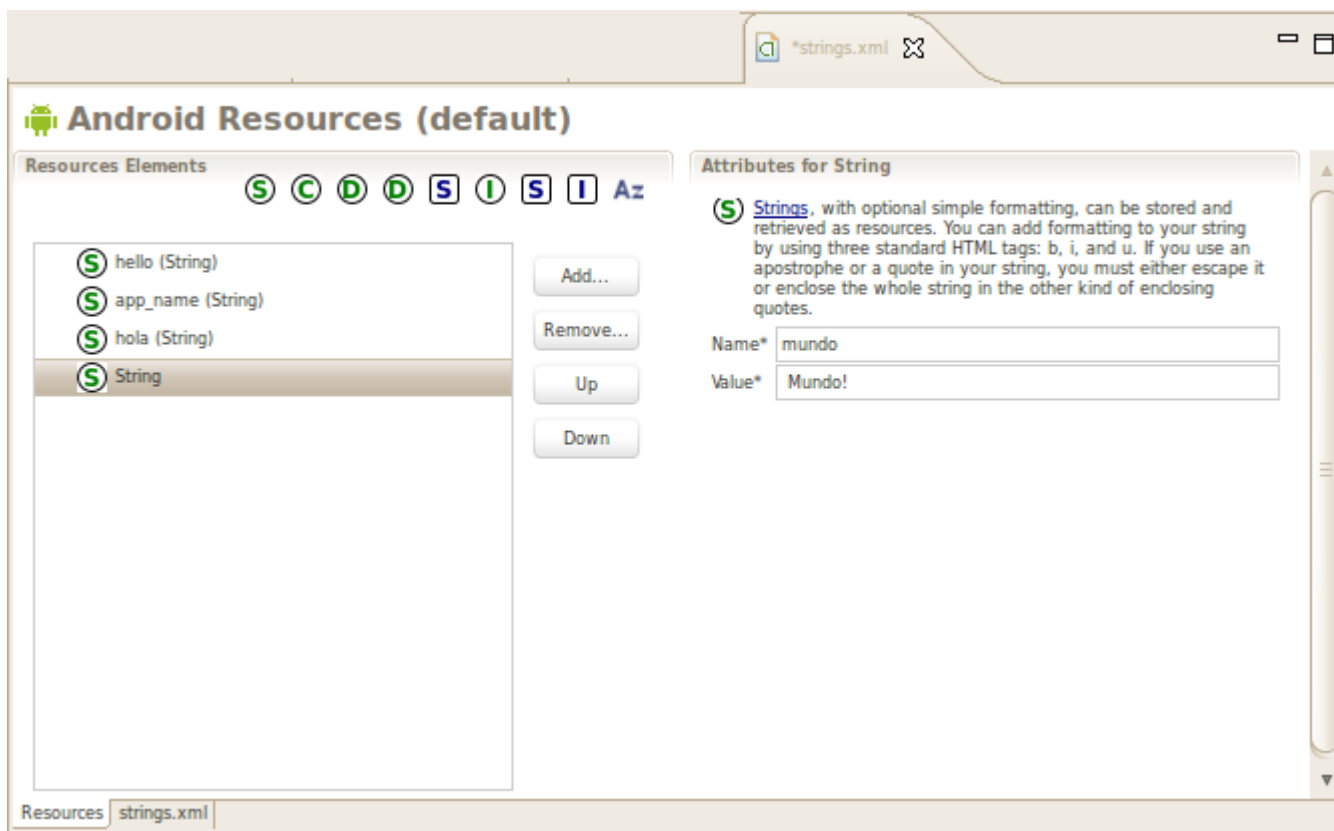 *strings.xml
Android Resources (default)
Resources Elements
S C D D S I S I Az
hello (String)
app_name (String)
hola (String)
String
Add...
Remove...
Up
Down
Attributes for String
Strings, with optional simple formatting, can be stored and
retrieved as resources. You can add formatting to your string
by using three standard HTML tags: b, i, and u. If you use an
apostrophe or a quote in your string, you must either escape it
or enclose the whole string in the other kind of enclosing
quotes.
Name* mundo
Value* Mundo!
Resources strings.xml